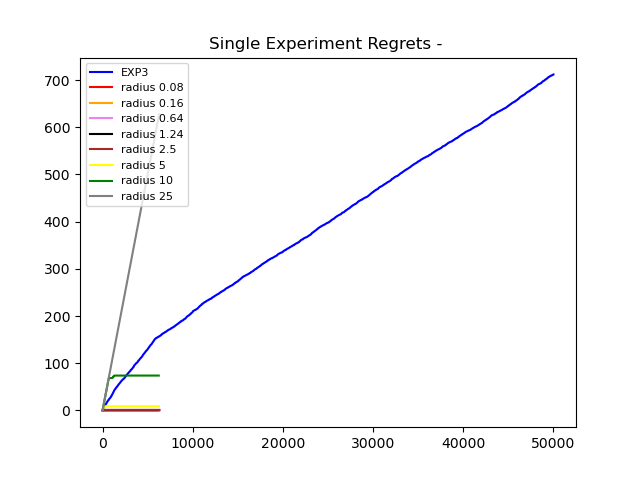 Single Experiment Regrets -
700
600
500
400
300
200
100
0
EXP3
radius 0.08
radius 0.16
radius 0.64
radius 1.24
radius 2.5
radius 5
radius 10
radius 25
0
10000
20000
30000
40000
50000